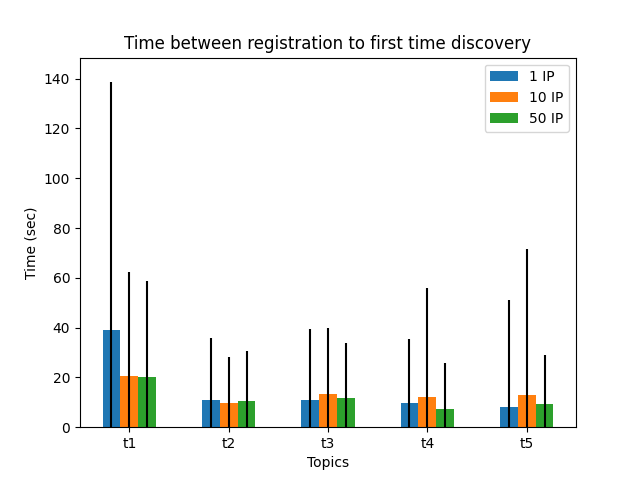 Time between registration to first time discovery
1 IP
10 IP
50 IP
Time (sec)
140
120
100
80
60
40
20
0
t1 t2 t3 t4 t5
Topics